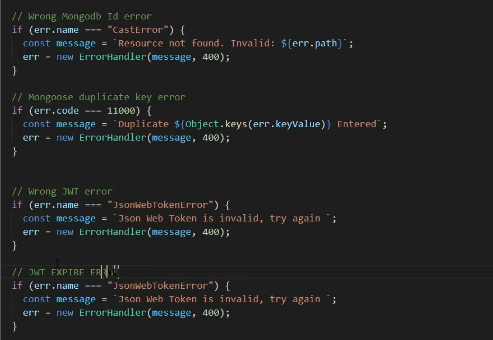 // Wrong Mongodb Id error
if (err.name === "CastError") {
const message = `Resource not found. Invalid: ${err.path}`;
err = new ErrorHandler(message, 400);
}
// Mongoose duplicate key error
if (err.code === 11000) {
const message = `Duplicate ${Object.keys(err.keyValue)} Entered`;
err = new ErrorHandler(message, 400);
}
// Wrong JWT error
if (err.name === "JsonWebTokenError") {
const message = `Json Web Token is invalid, try again `;
err = new ErrorHandler(message, 400);
}
// JWT EXPIRE
if (err.name === "JsonWebTokenError") {
const message = `Json Web Token is invalid, try again `;
err = new ErrorHandler(message, 400);
}